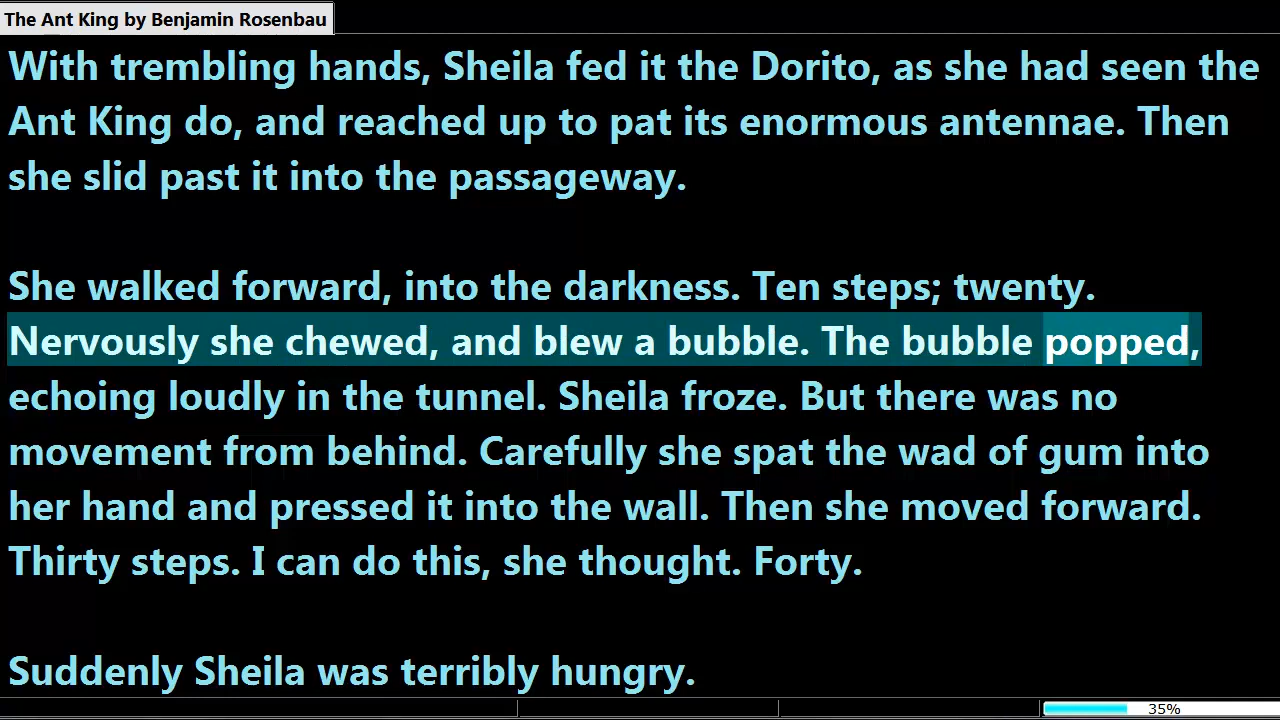 The Ant King by Benjamin Rosenbau
With trembling hands, Sheila fed it the Dorito, as she had seen the
Ant King do, and reached up to pat its enormous antennae. Then
she slid past it into the passageway.
She walked forward, into the darkness. Ten steps; twenty.
Nervously she chewed, and blew a bubble. The bubble popped,
echoing loudly in the tunnel. Sheila froze. But there was no
movement from behind. Carefully she spat the wad of gum into
her hand and pressed it into the wall. Then she moved forward.
Thirty steps. I can do this, she thought. Forty.
Suddenly Sheila was terribly hungry.
35%